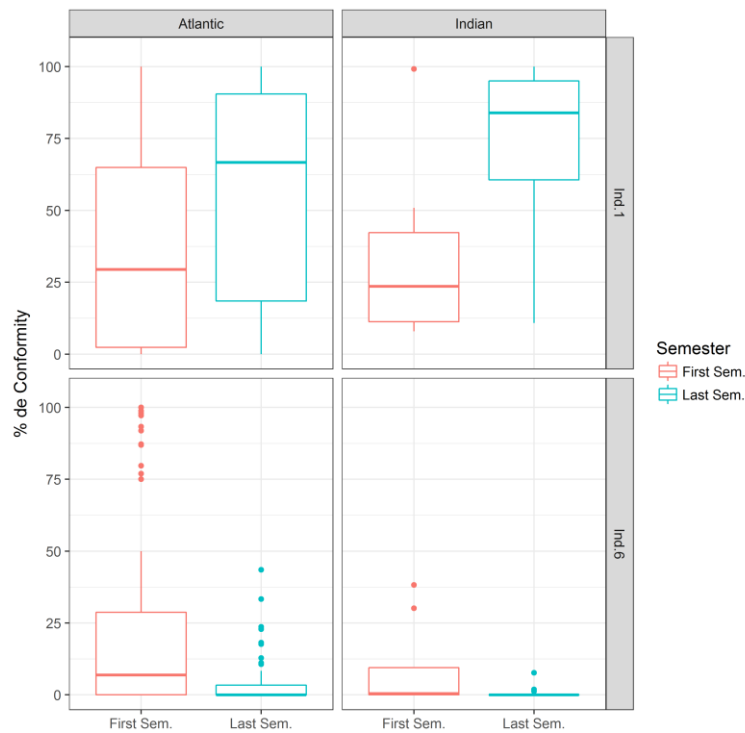 Atlantic Indian
100
75
50
25
0
Ind.1
100
75
50
25
0
Ind.6
% de Conformity
First Sem. Last Sem. First Sem. Last Sem.
Semester
First Sem.
Last Sem.